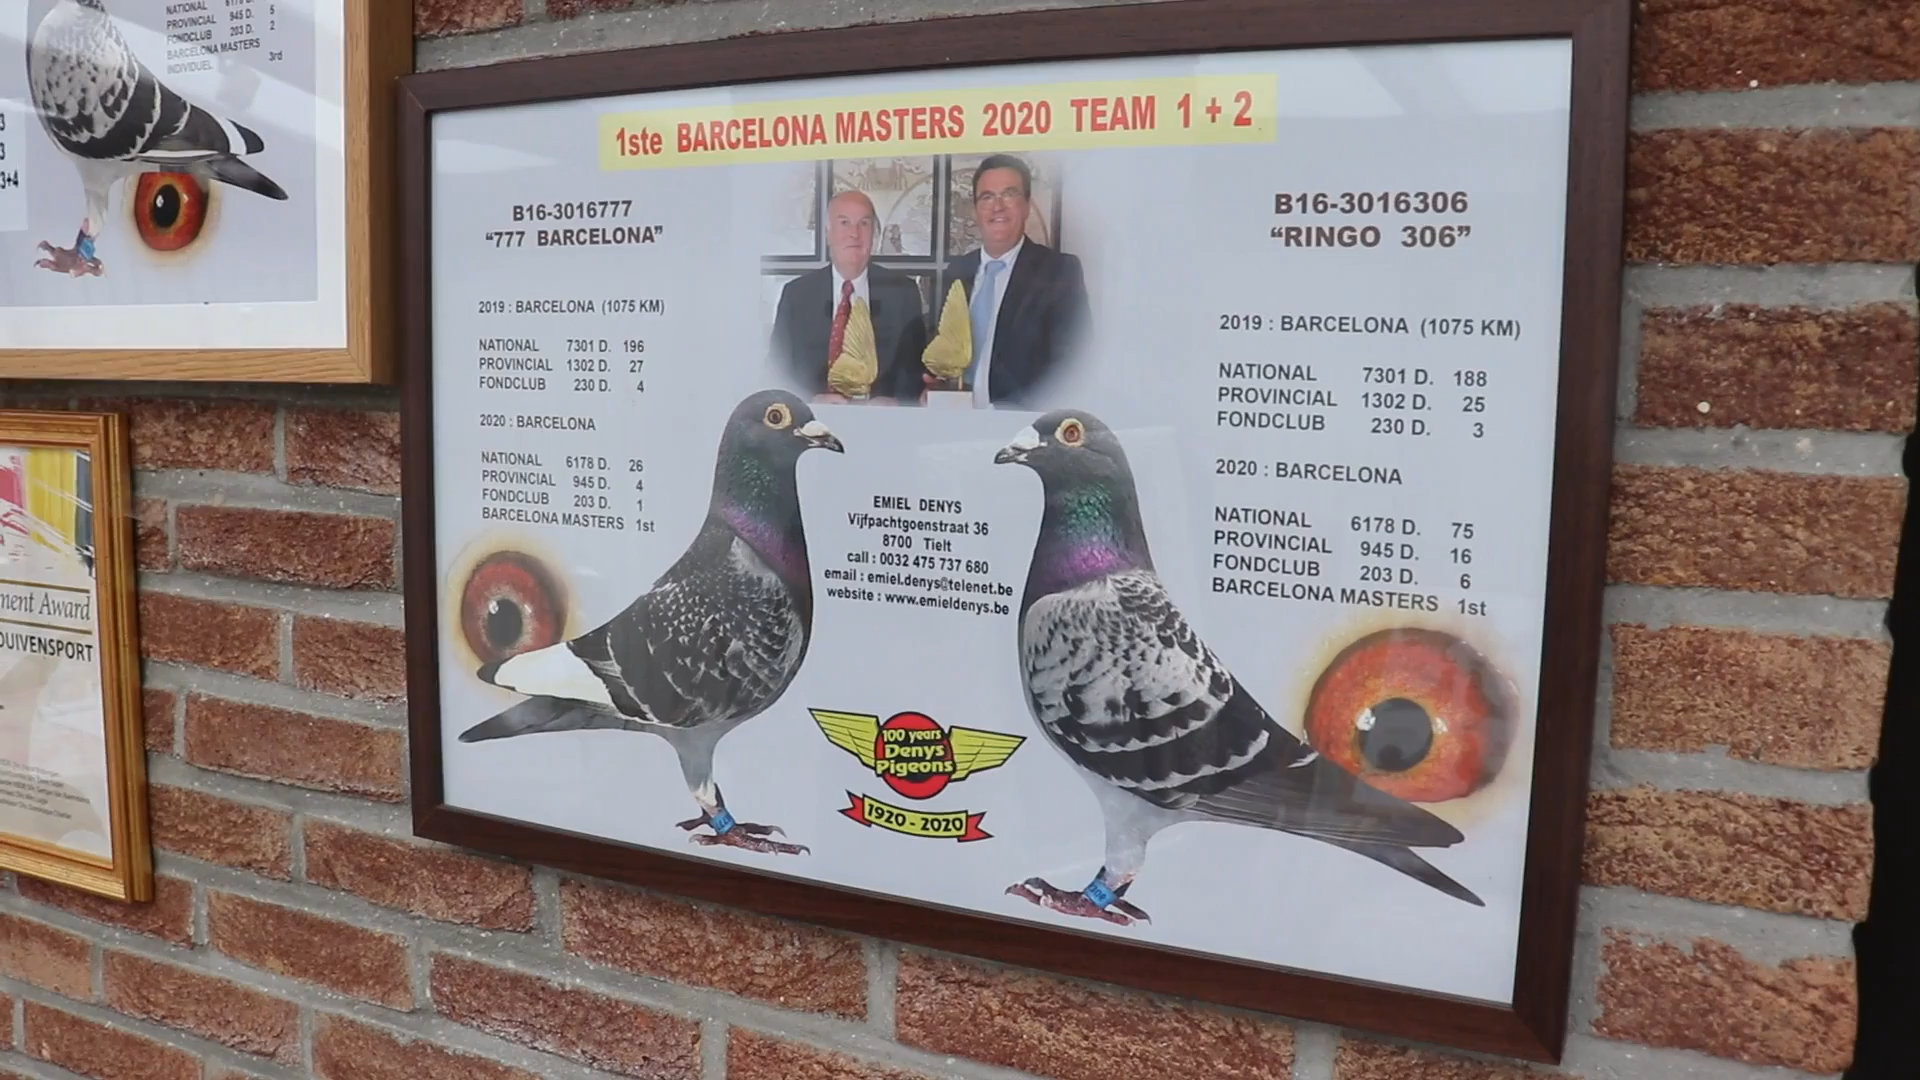 NATIONAL 6178 D. 5
PROVINCIAL 945 D. 2
FONDCLUB 203 D.
BARCELONA MASTERS
INDIVIDUEL 3rd
3
3
3+4
ment Award
DUIVENSPORT
1ste BARCELONA MASTERS 2020 TEAM 1 + 2
B16-3016777
“777 BARCELONA”
2019 : BARCELONA (1075 KM)
NATIONAL 7301 D. 196
PROVINCIAL 1302 D. 27
FONDCLUB 230 D. 4
2020 : BARCELONA
NATIONAL 6178 D. 26
PROVINCIAL 945 D. 4
FONDCLUB 203 D. 1
BARCELONA MASTERS 1st
EMIEL DENYS
Vijfpachtgoenstraat 36
8700 Tielt
call : 0032 475 737 680
email : emiel.denys@telenet.be
website : www.emieldenys.be
100 years
Denys
Pigeons
1920 - 2020
B16-3016306
“RINGO 306”
2019 : BARCELONA (1075 KM)
NATIONAL 7301 D. 188
PROVINCIAL 1302 D. 25
FONDCLUB 230 D. 3
2020 : BARCELONA
NATIONAL 6178 D. 75
PROVINCIAL 945 D. 16
FONDCLUB 203 D. 6
BARCELONA MASTERS 1st